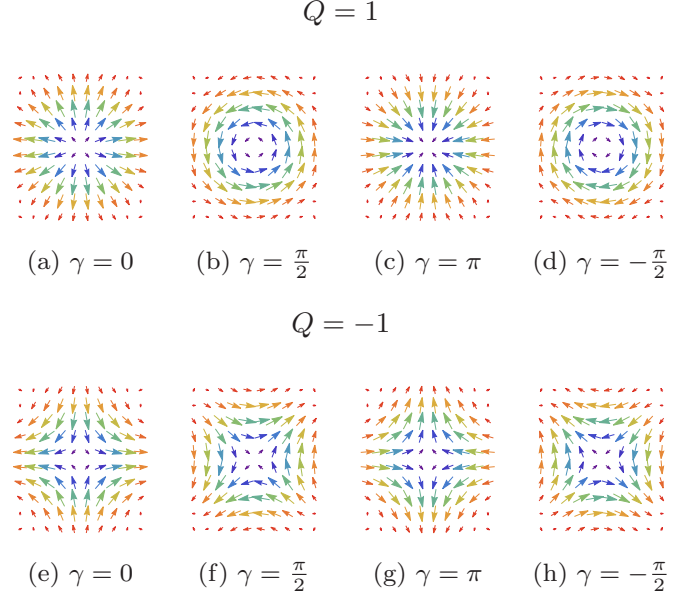 Q = 1
(a) γ = 0 (b) γ = π/2 (c) γ = π (d) γ = −π/2
Q = −1
(e) γ = 0 (f) γ = π/2 (g) γ = π (h) γ = −π/2